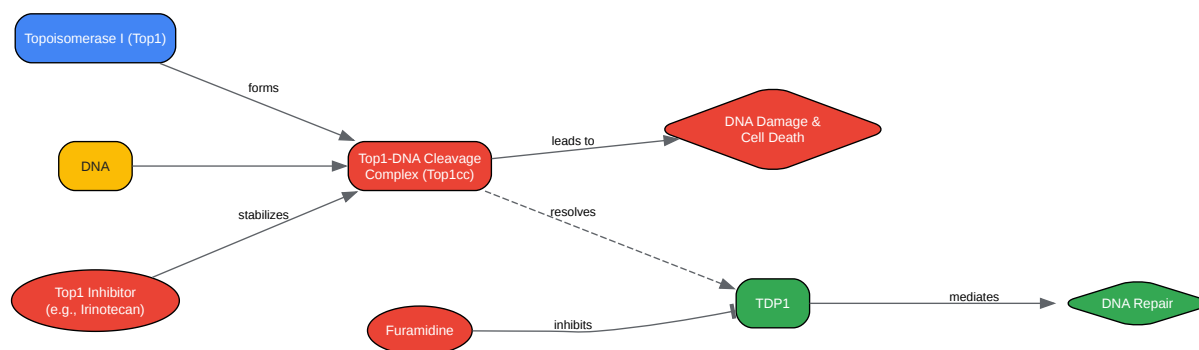 Topoisomerase I (Top1)
forms
DNA
Top1-DNA Cleavage
Complex (Top1cc)
leads to
DNA Damage &
Cell Death
stabilizes
resolves
Top1 Inhibitor
(e.g., Irinotecan)
Furamidine
inhibits
TDP1
mediates
DNA Repair